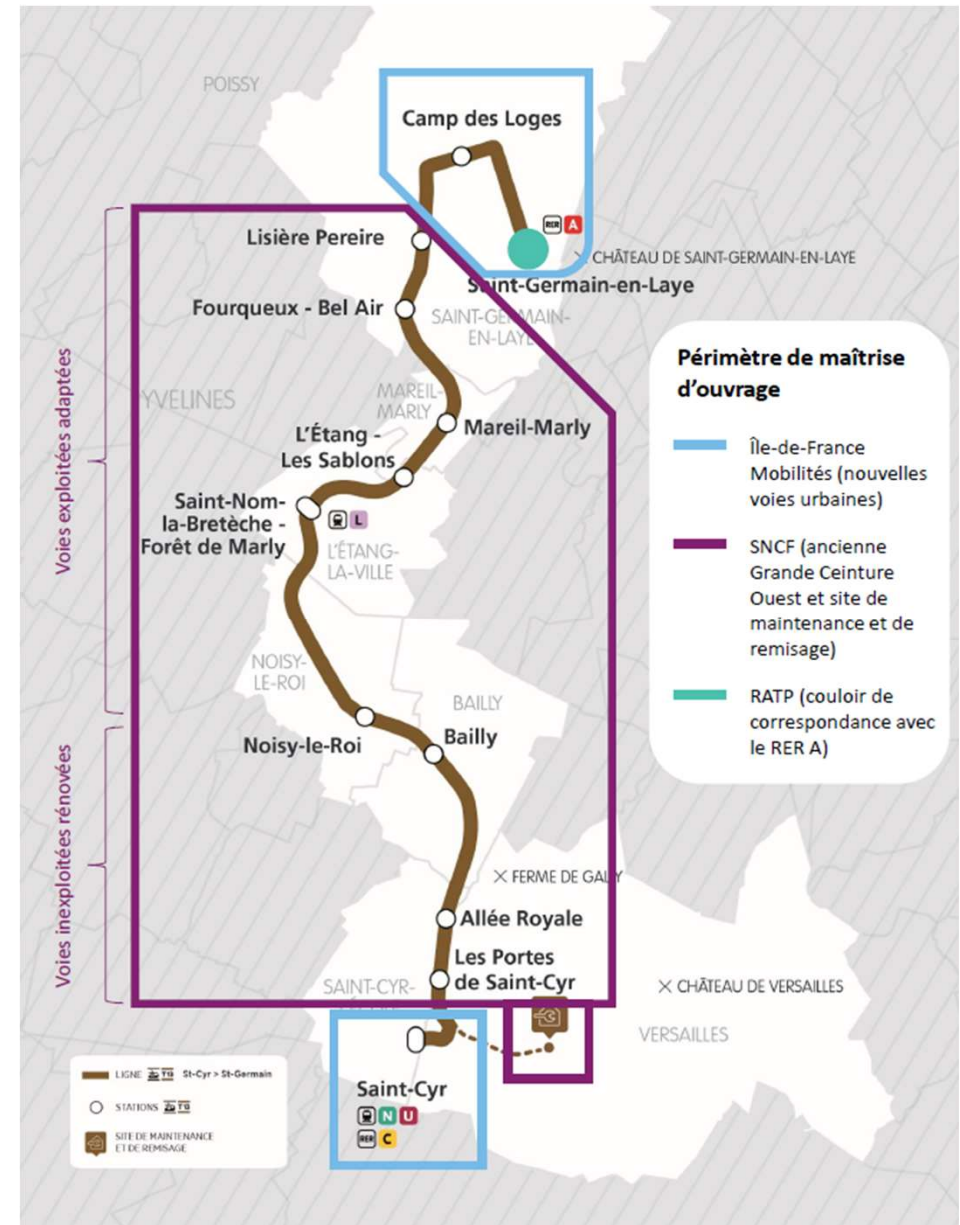 POISSY
Camp des Loges
RER A
Lisière Pereire
CHÂTEAU DE SAINT-GERMAIN-EN-LAYE
Saint-Germain-en-Laye
Fourqueux - Bel Air
SAINT-GERMAIN-
EN-LAYE
YVELINES
MAREIL-
MARLY
Mareil-Marly
L'Étang -
Les Sablons
Saint-Nom-
la-Bretèche -
Forêt de Marly
L
L'ÉTANG-
LA-VILLE
NOISY-
LE-ROI
BAILLY
Noisy-le-Roi
Bailly
FERME DE GALLY
Allée Royale
Les Portes
de Saint-Cyr
SAINT-CYR-
CHÂTEAU DE VERSAILLES
VERSAILLES
Saint-Cyr
N U
RER C
Voies exploitées adaptées
Voies inexploitées rénovées
Périmètre de maîtrise
d'ouvrage
Île-de-France
Mobilités (nouvelles
voies urbaines)
SNCF (ancienne
Grande Ceinture
Ouest et site de
maintenance et de
remisage)
RATP (couloir de
correspondance avec
le RER A)
LIGNE T13 St-Cyr > St-Germain
STATIONS T13
SITE DE MAINTENANCE
ET DE REMISAGE